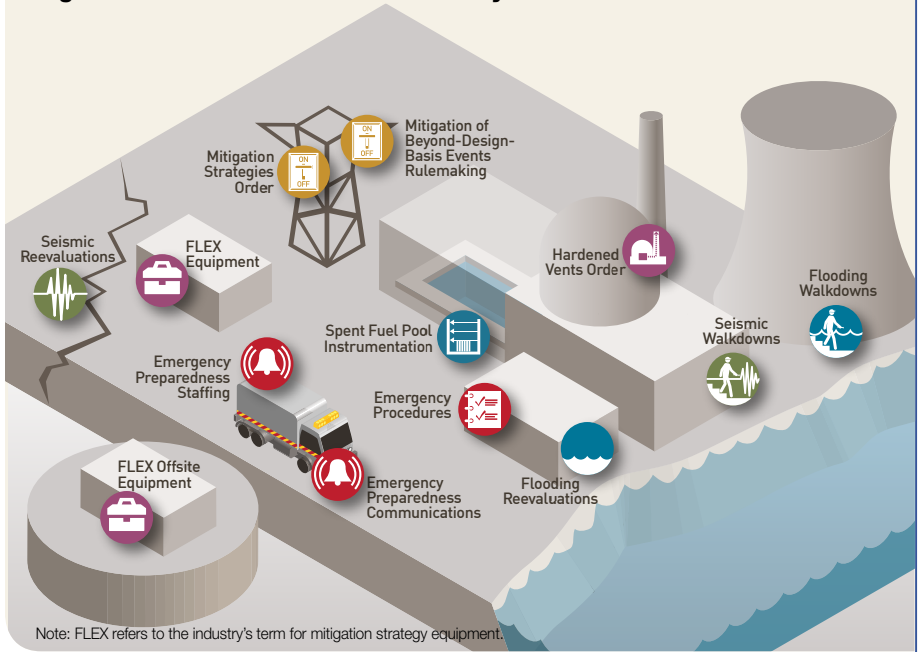 ON
OFF
ON
OFF
Mitigation
Strategies
Order
Mitigation of
Beyond-Design-
Basis Events
Rulemaking
Seismic
Reevaluations
FLEX
Equipment
Hardened
Vents Order
Flooding
Walkdowns
Spent Fuel Pool
Instrumentation
Seismic
Walkdowns
Emergency
Preparedness
Staffing
Emergency
Procedures
FLEX Offsite
Equipment
Emergency
Preparedness
Communications
Flooding
Reevaluations
Note: FLEX refers to the industry's term for mitigation strategy equipment.